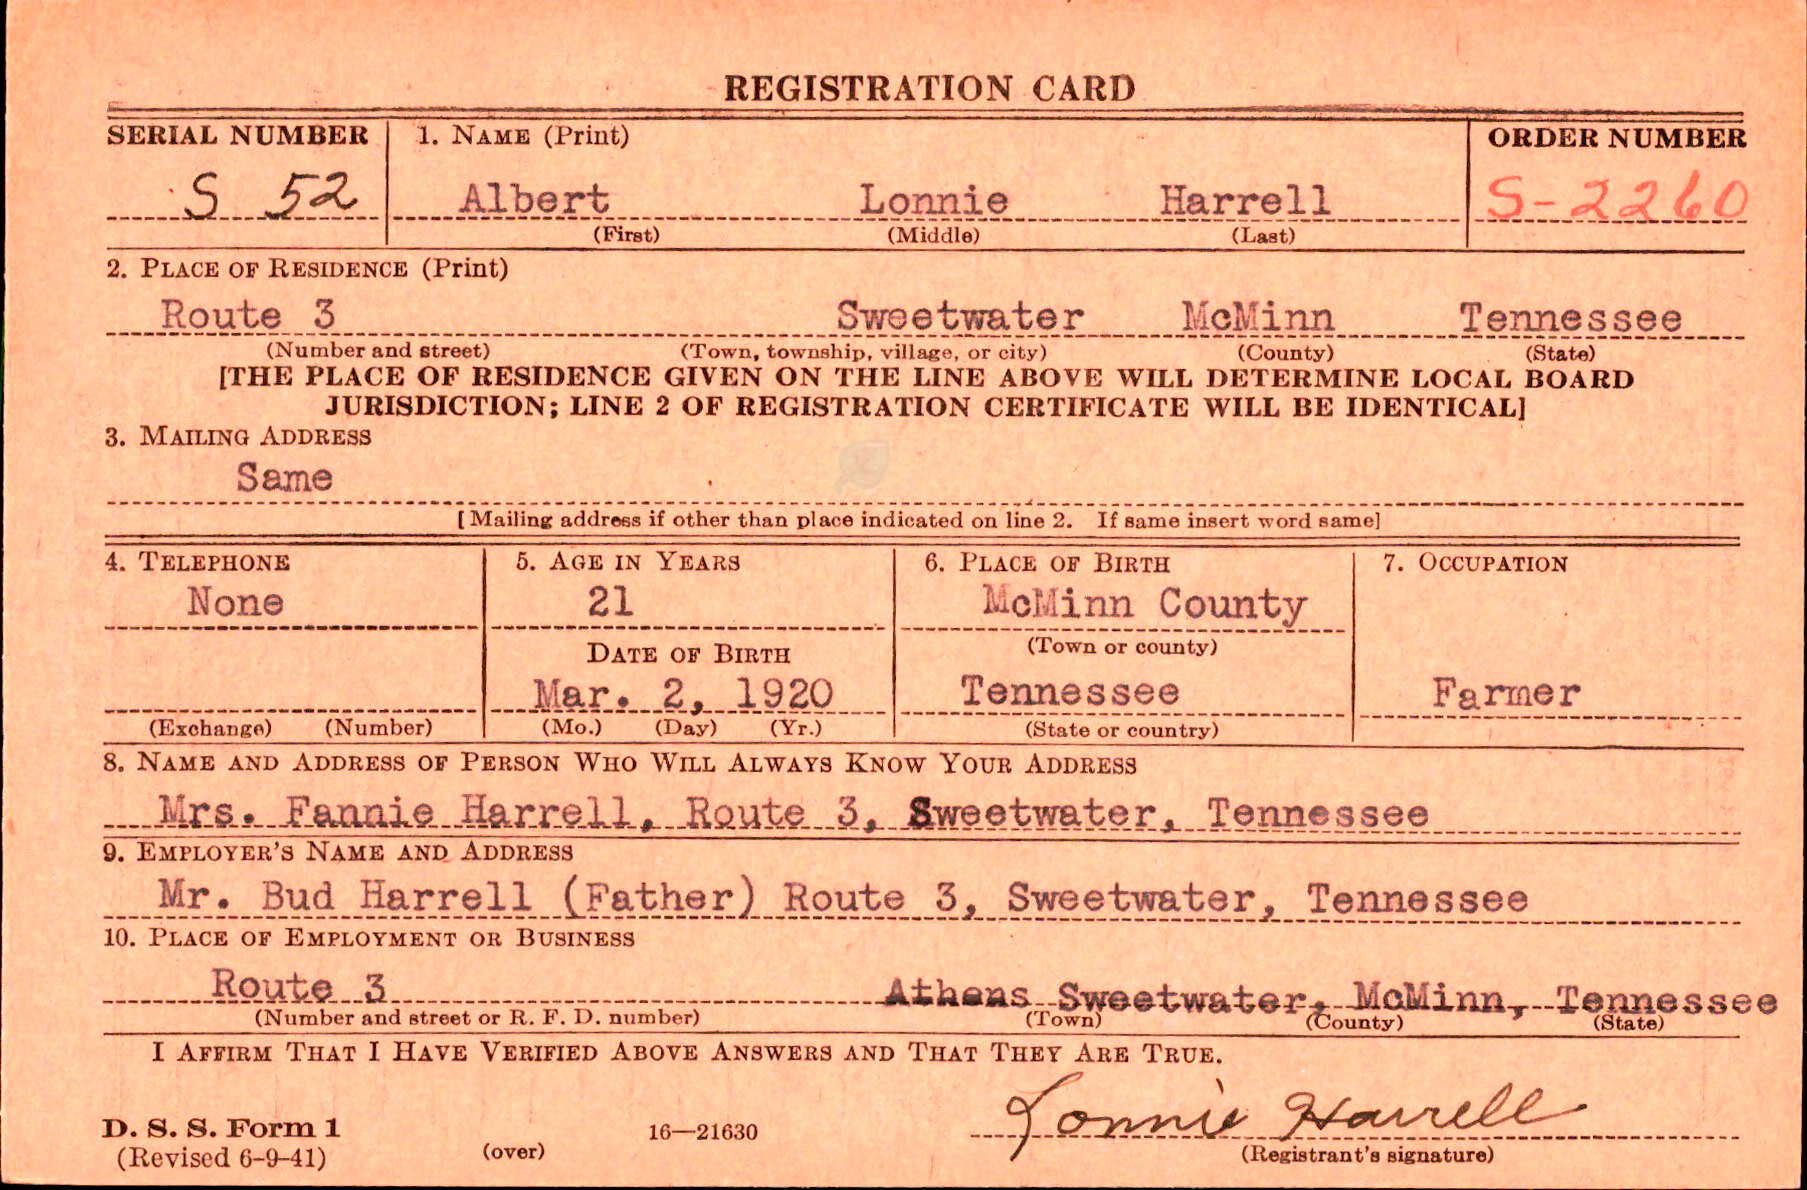 REGISTRATION CARD
SERIAL NUMBER 1. NAME (Print) ORDER NUMBER
S 52 Albert Lonnie Harrell S-2260
(First) (Middle) (Last)
2. PLACE OF RESIDENCE (Print)
Route 3 Sweetwater McMinn Tennessee
(Number and street) (Town, township, village, or city) (County) (State)
[THE PLACE OF RESIDENCE GIVEN ON THE LINE ABOVE WILL DETERMINE LOCAL BOARD
JURISDICTION; LINE 2 OF REGISTRATION CERTIFICATE WILL BE IDENTICAL]
3. MAILING ADDRESS
Same
[Mailing address if other than place indicated on line 2. If same insert word same]
4. TELEPHONE 5. AGE IN YEARS 6. PLACE OF BIRTH 7. OCCUPATION
None 21 McMinn County
DATE OF BIRTH (Town or county)
Mar. 2, 1920 Tennessee Farmer
(Exchange) (Number) (Mo.) (Day) (Yr.) (State or country)
8. NAME AND ADDRESS OF PERSON WHO WILL ALWAYS KNOW YOUR ADDRESS
Mrs. Fannie Harrell, Route 3, Sweetwater, Tennessee
9. EMPLOYER'S NAME AND ADDRESS
Mr. Bud Harrell (Father) Route 3, Sweetwater, Tennessee
10. PLACE OF EMPLOYMENT OR BUSINESS
Route 3 Athens Sweetwater, McMinn, Tennessee
(Number and street or R. F. D. number) (Town) (County) (State)
I AFFIRM THAT I HAVE VERIFIED ABOVE ANSWERS AND THAT THEY ARE TRUE.
Lonnie Harrell
D. S. S. Form 1 16—21630
(Revised 6-9-41) (over) (Registrant's signature)